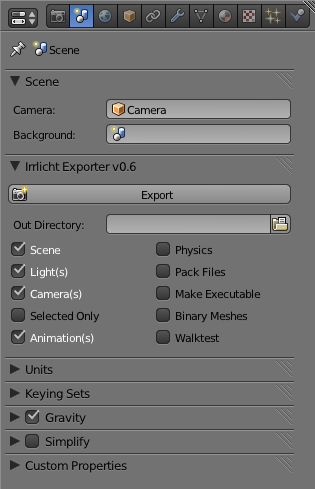 Scene
Scene
Camera: Camera
Background:
Irrlicht Exporter v0.6
Export
Out Directory:
Scene Physics
Light(s) Pack Files
Camera(s) Make Executable
Selected Only Binary Meshes
Animation(s) Walktest
Units
Keying Sets
Gravity
Simplify
Custom Properties